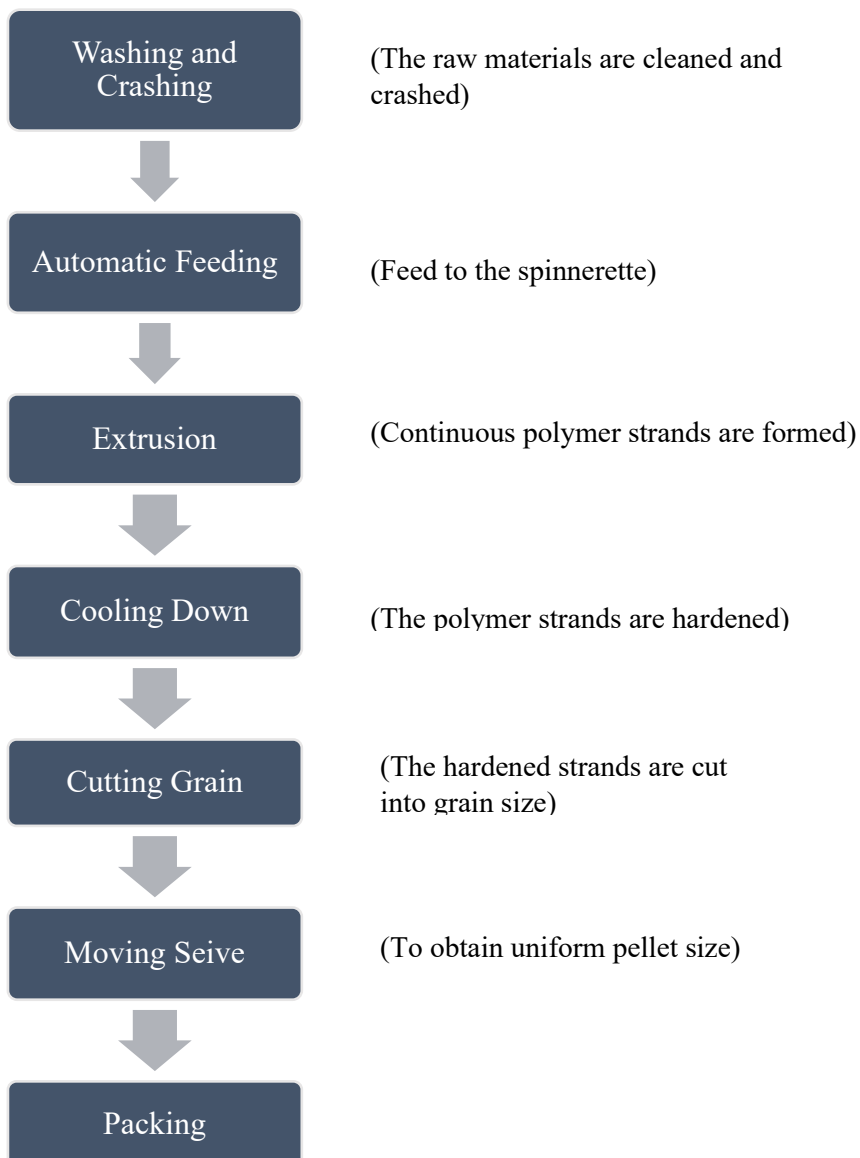 Washing and
Crashing
(The raw materials are cleaned and
crashed)
Automatic Feeding
(Feed to the spinnerette)
Extrusion
(Continuous polymer strands are formed)
Cooling Down
(The polymer strands are hardened)
Cutting Grain
(The hardened strands are cut
into grain size)
Moving Seive
(To obtain uniform pellet size)
Packing